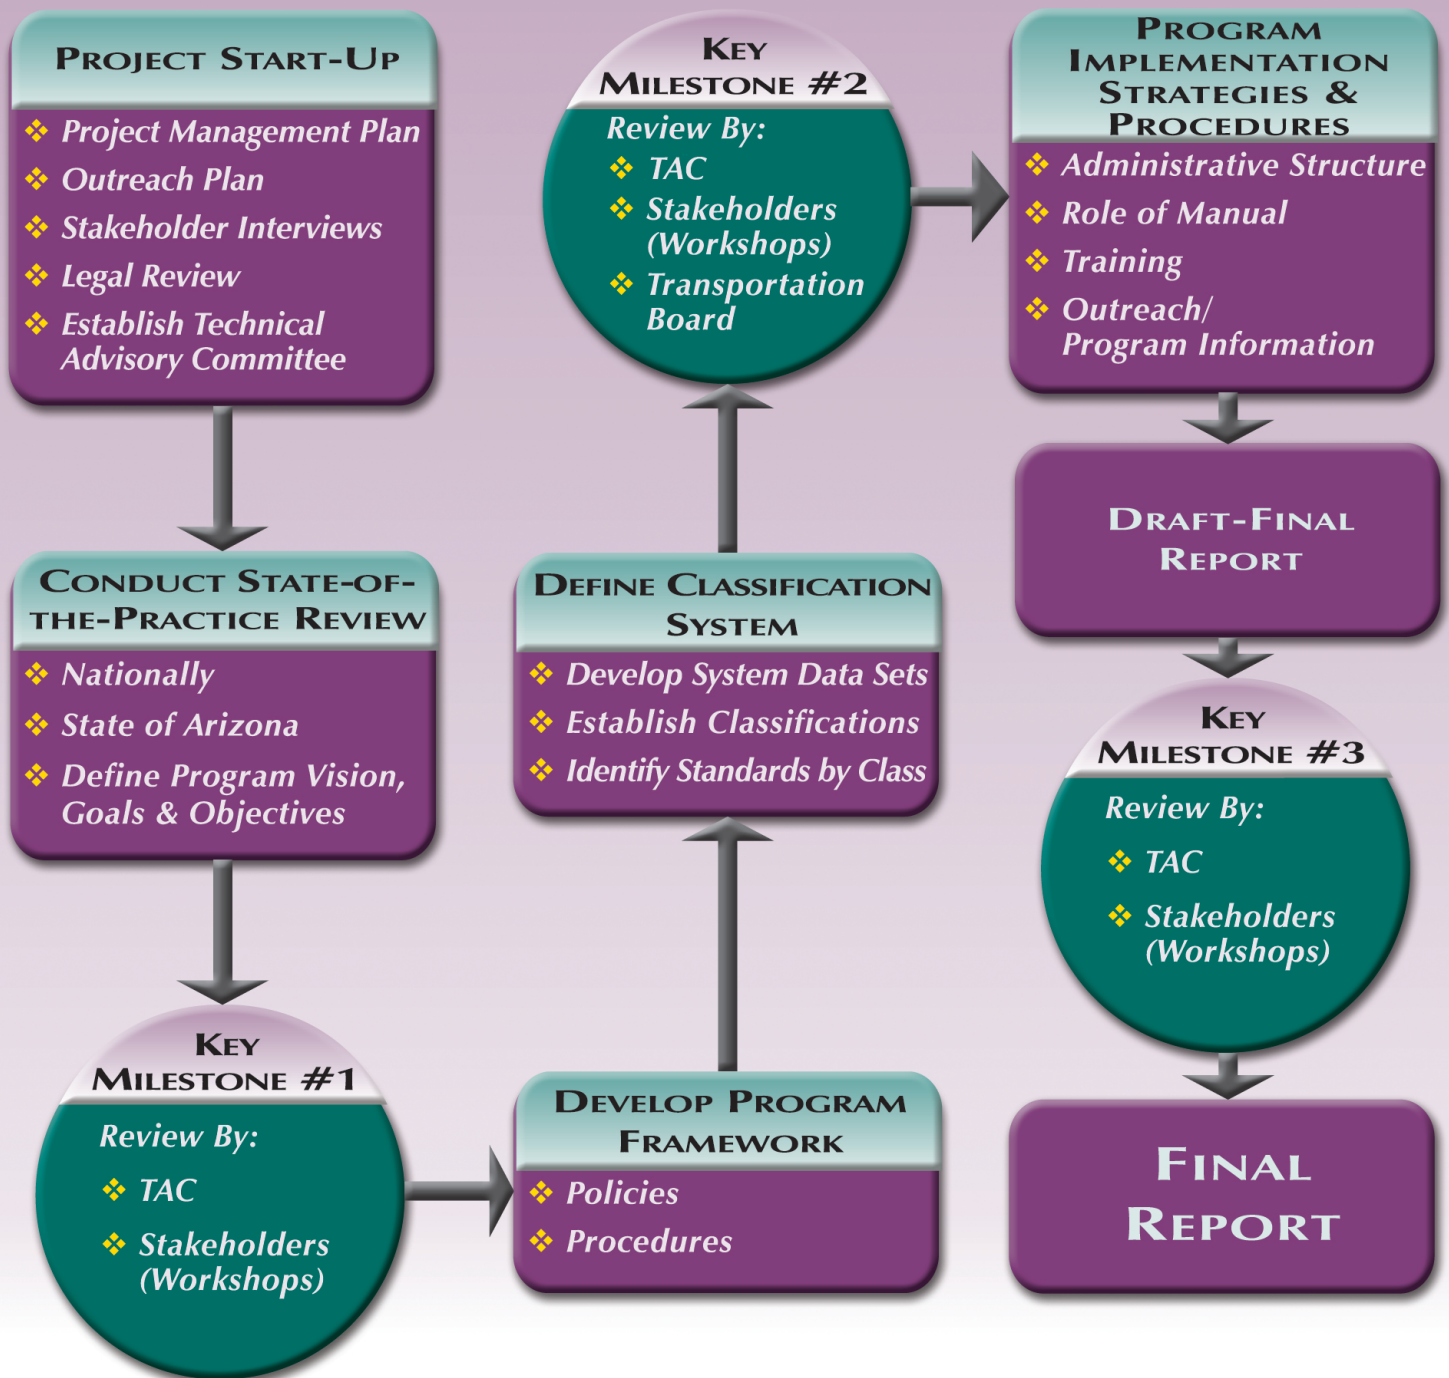 PROJECT START-UP
Project Management Plan
Outreach Plan
Stakeholder Interviews
Legal Review
Establish Technical
Advisory Committee
CONDUCT STATE-OF-
THE-PRACTICE REVIEW
Nationally
State of Arizona
Define Program Vision,
Goals & Objectives
KEY
MILESTONE #1
Review By:
TAC
Stakeholders
(Workshops)
DEVELOP PROGRAM
FRAMEWORK
Policies
Procedures
DEFINE CLASSIFICATION
SYSTEM
Develop System Data Sets
Establish Classifications
Identify Standards by Class
KEY
MILESTONE #2
Review By:
TAC
Stakeholders
(Workshops)
Transportation
Board
PROGRAM
IMPLEMENTATION
STRATEGIES &
PROCEDURES
Administrative Structure
Role of Manual
Training
Outreach/
Program Information
DRAFT-FINAL
REPORT
KEY
MILESTONE #3
Review By:
TAC
Stakeholders
(Workshops)
FINAL
REPORT